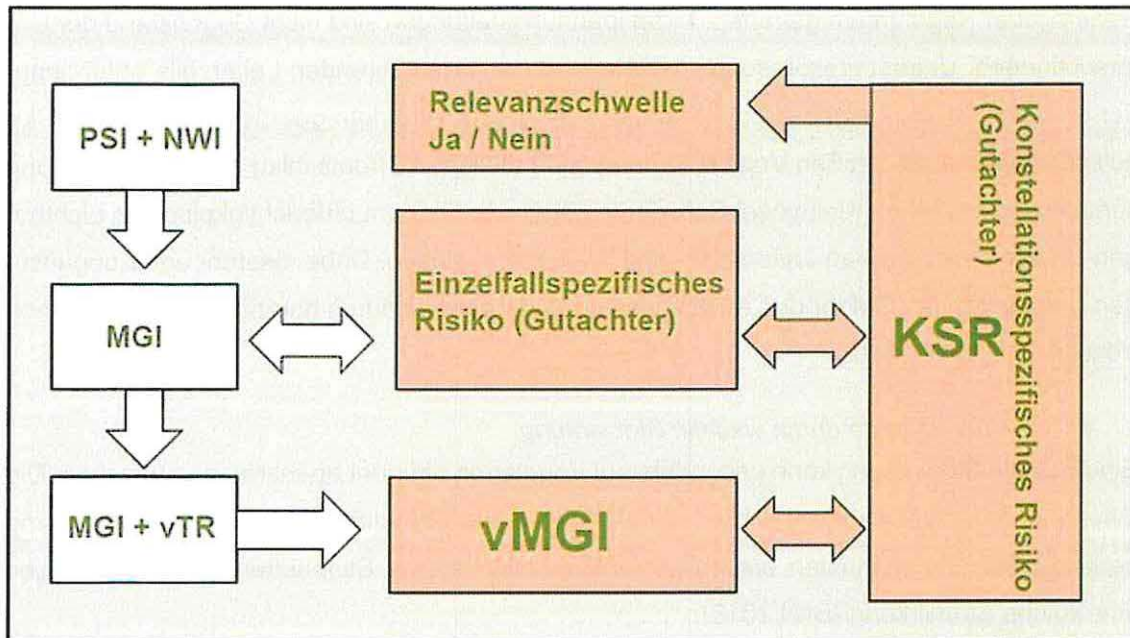 PSI + NWI
MGI
MGI + vTR
Relevanzschwelle
Ja / Nein
Einzelfallspezifisches
Risiko (Gutachter)
vMGI
KSR
Konstellationsspezifisches Risiko
(Gutachter)